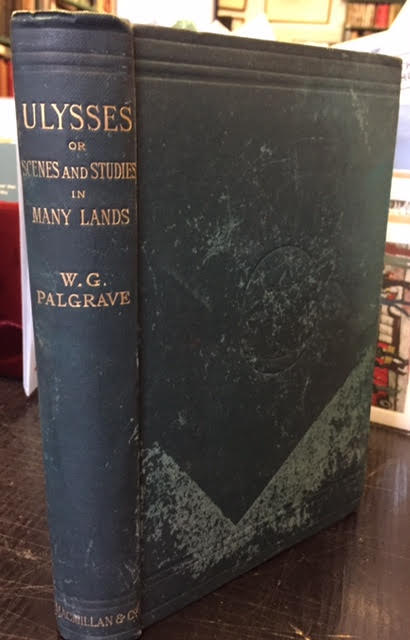 ULYSSES
OR
SCENES AND STUDIES
IN
MANY LANDS
W. G.
PALGRAVE
MACMILLAN & Co